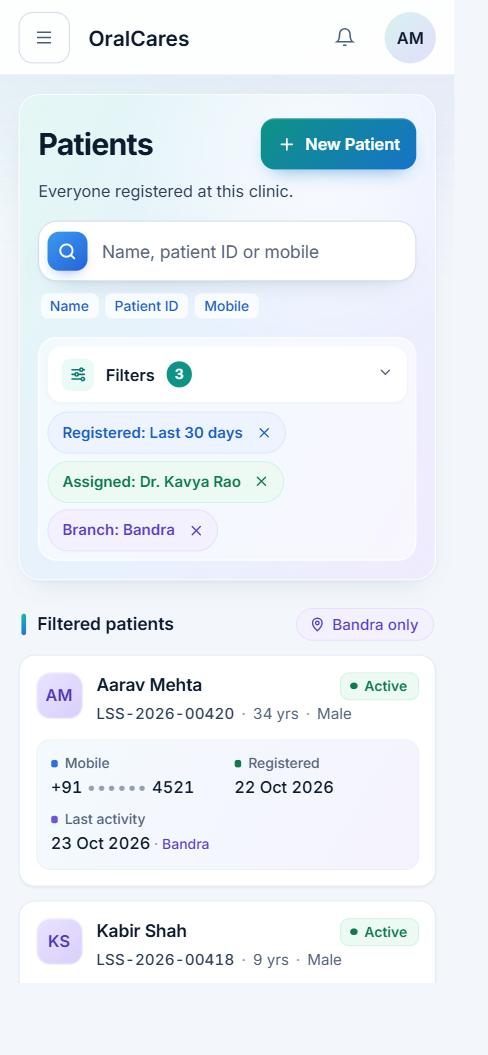 OralCares
AM
Patients
+ New Patient
Everyone registered at this clinic.
Name, patient ID or mobile
Name
Patient ID
Mobile
Filters
3
Registered: Last 30 days ×
Assigned: Dr. Kavya Rao ×
Branch: Bandra ×
Filtered patients
Bandra only
AM
Aarav Mehta
Active
LSS-2026-00420 · 34 yrs · Male
Mobile
Registered
+91 •••••• 4521
22 Oct 2026
Last activity
23 Oct 2026 · Bandra
KS
Kabir Shah
Active
LSS-2026-00418 · 9 yrs · Male